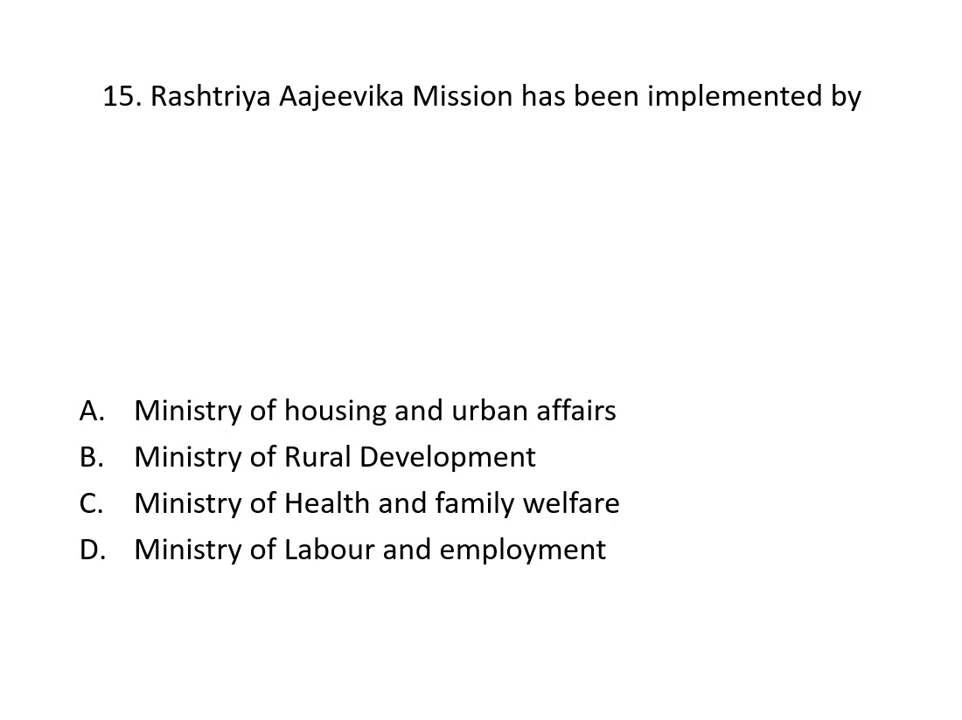 15. Rashtriya Aajeevika Mission has been implemented by
A. Ministry of housing and urban affairs
B. Ministry of Rural Development
C. Ministry of Health and family welfare
D. Ministry of Labour and employment